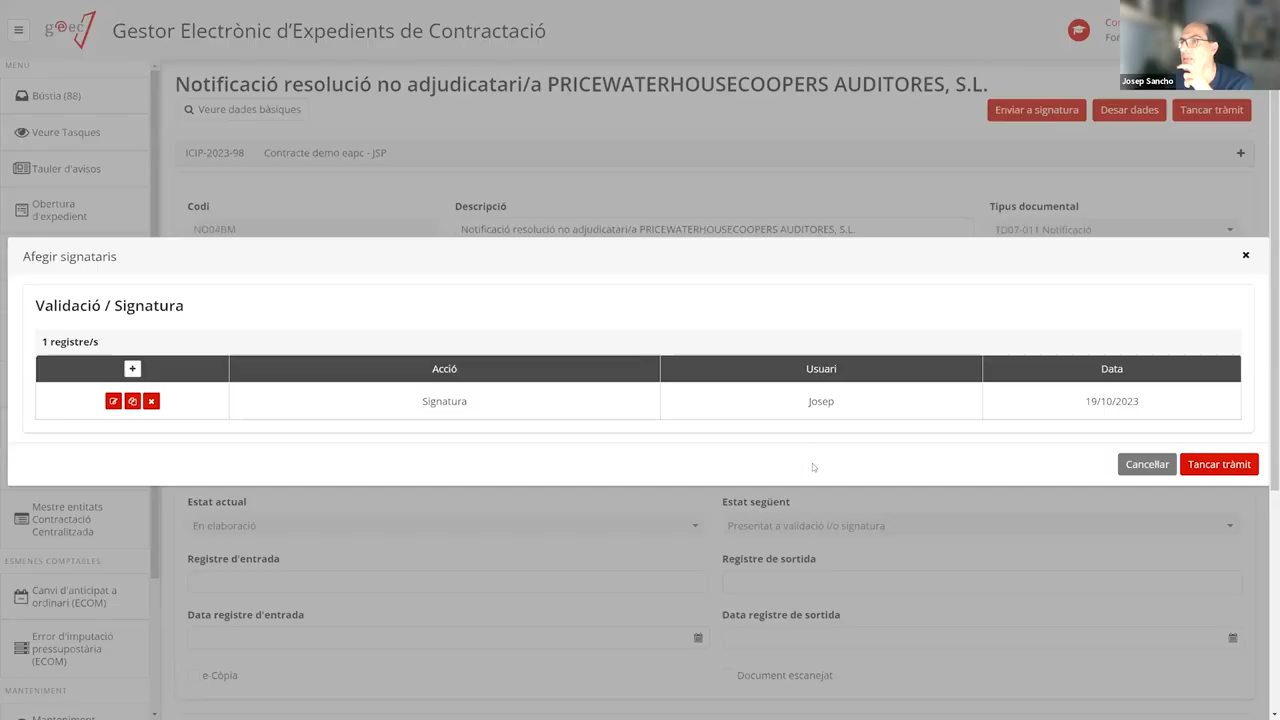 geec
Gestor Electrònic d'Expedients de Contractació
Josep Sancho
MENÚ
Bústia (88)
Veure Tasques
Tauler d'avisos
Obertura
d'expedient
Notificació resolució no adjudicatari/a PRICEWATERHOUSECOOPERS AUDITORES, S.L.
Veure dades bàsiques
Enviar a signatura
Desar dades
Tancar tràmit
ICIP-2023-98
Contracte demo eapc - JSP
+
Codi
Descripció
Tipus documental
NO04BM
Notificació resolució no adjudicatari/a PRICEWATERHOUSECOOPERS AUDITORES, S.L.
TD07-011 Notificació
Afegir signataris
Validació / Signatura
1 registre/s
+
Acció
Usuari
Data
Signatura
Josep
19/10/2023
Cancel·lar
Tancar tràmit
Mestre entitats
Contractació
Centralitzada
ESMENES COMPTABLES
Canvi d'anticipat a
ordinari (ECOM)
Error d'imputació
pressupostària
(ECOM)
MANTENIMENT
Manteniment
Estat actual
Estat següent
En elaboració
Presentat a validació i/o signatura
Registre d'entrada
Registre de sortida
Data registre d'entrada
Data registre de sortida
e-Còpia
Document escanejat